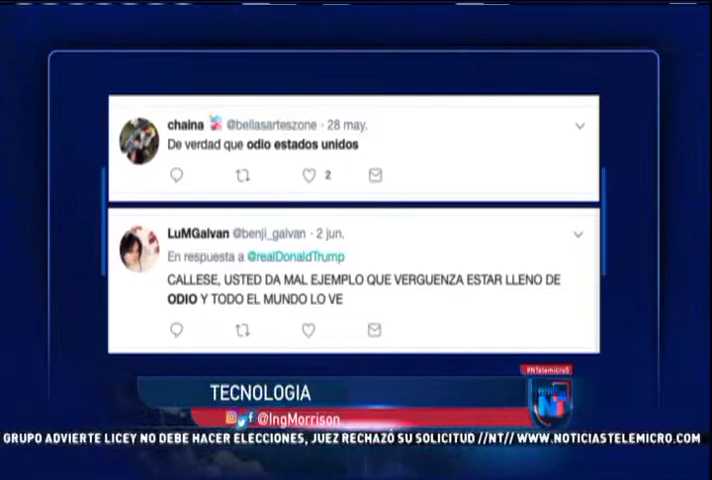 chaina @bellasarteszone · 28 may.
De verdad que odio estados unidos
2
LuMGalvan @benji_galvan · 2 jun.
En respuesta a @realDonaldTrump
CALLESE, USTED DA MAL EJEMPLO QUE VERGUENZA ESTAR LLENO DE
ODIO Y TODO EL MUNDO LO VE
#NTelemicro5
TECNOLOGIA
NT
@IngMorrison
GRUPO ADVIERTE LICEY NO DEBE HACER ELECCIONES, JUEZ RECHAZÓ SU SOLICITUD //NT// WWW.NOTICIASTELEMICRO.COM